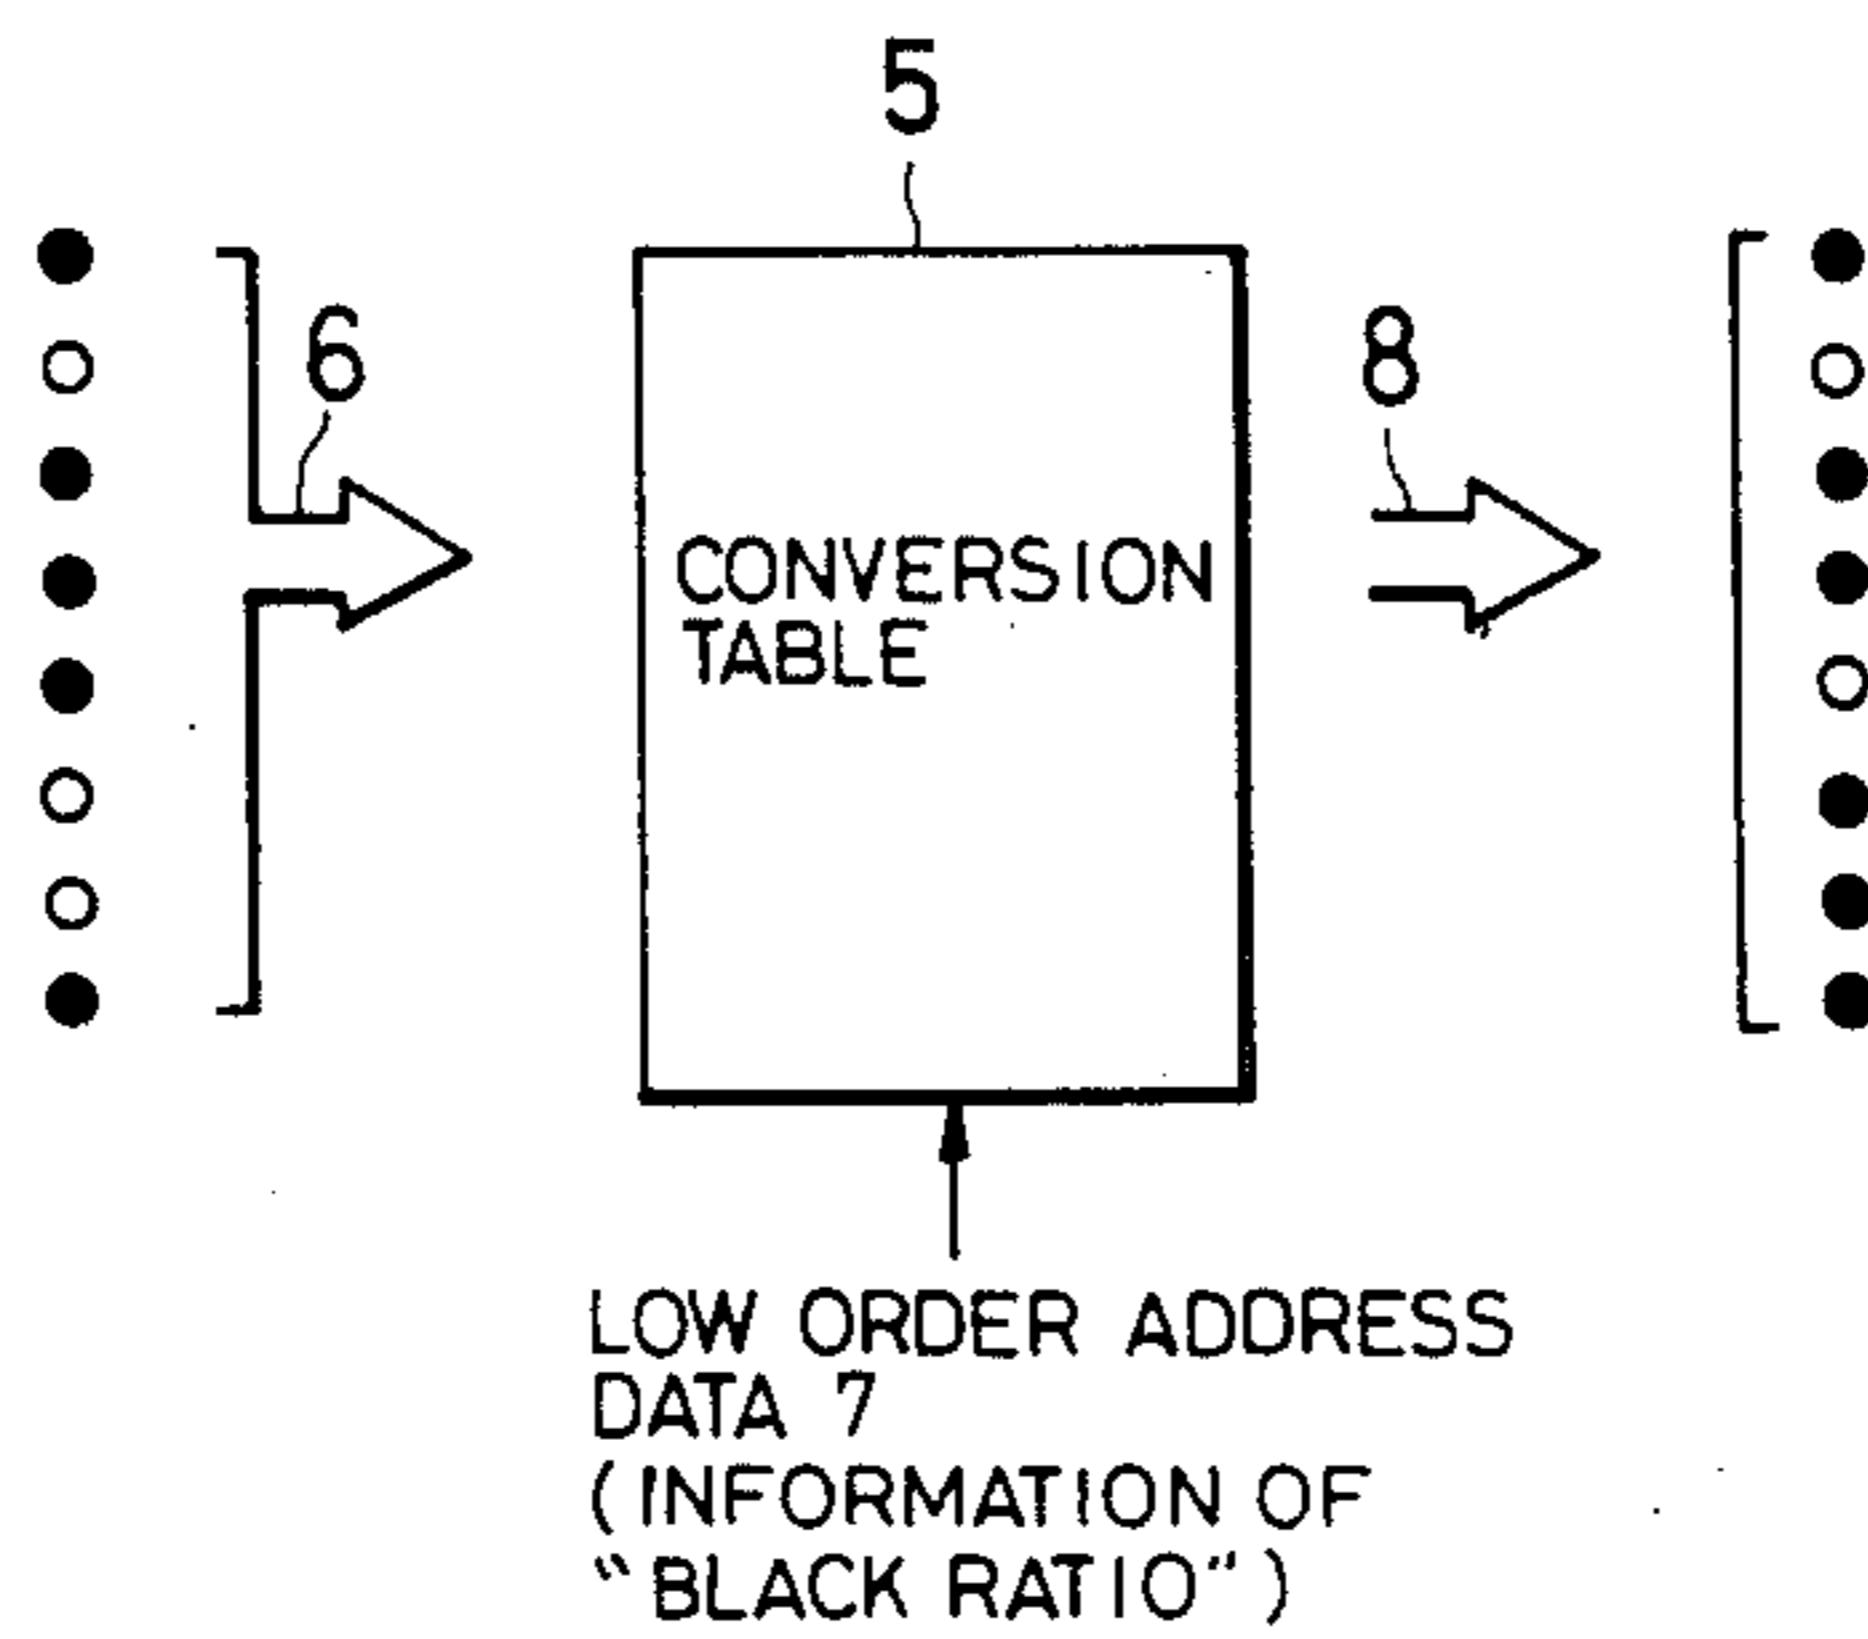 5
6
8
CONVERSION
TABLE
LOW ORDER ADDRESS
DATA 7
(INFORMATION OF
"BLACK RATIO")